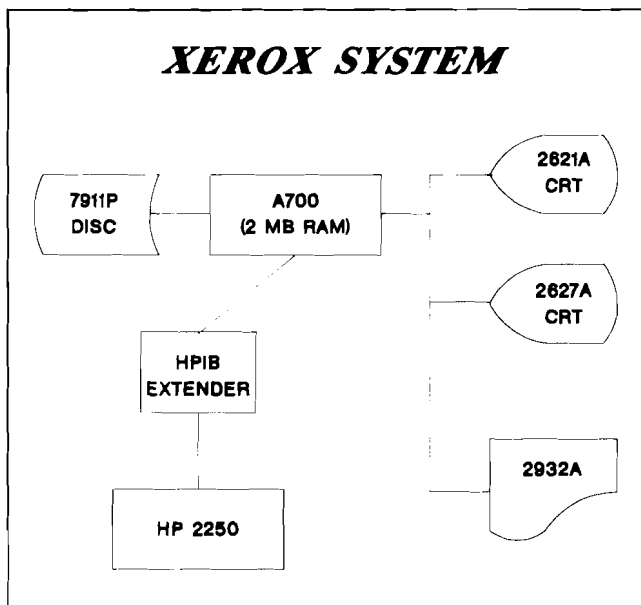 XEROX SYSTEM
7911P
DISC
A700
(2 MB RAM)
2621A
CRT
2627A
CRT
HPIB
EXTENDER
2932A
HP 2250